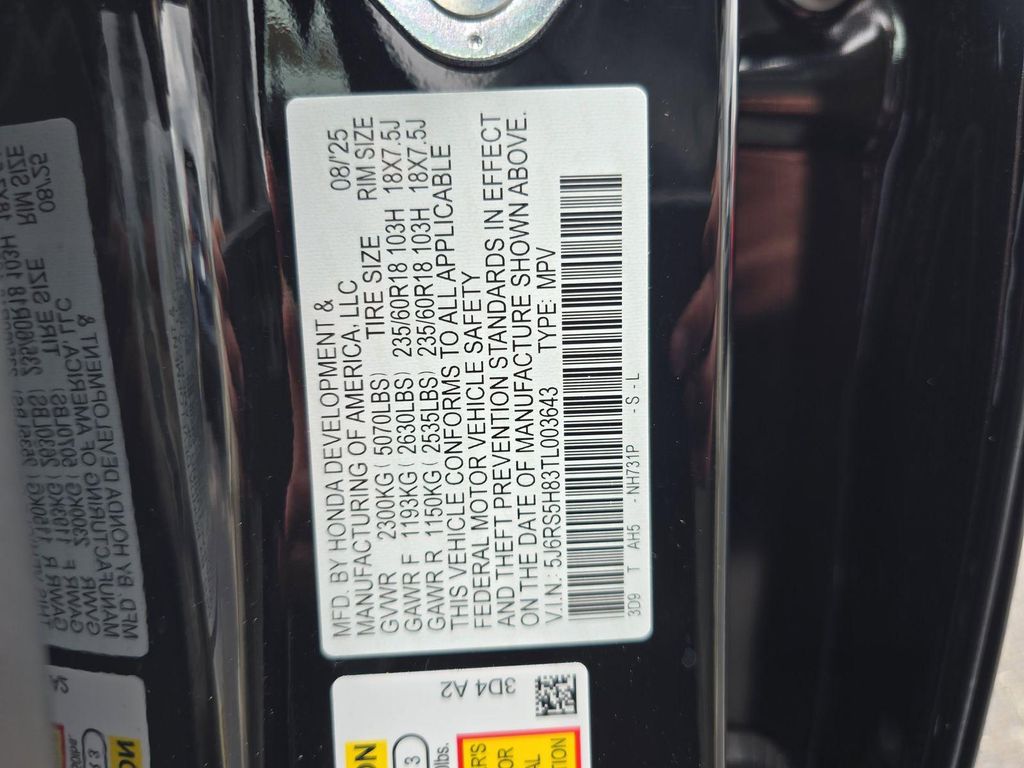 MFD. BY HONDA DEVELOPMENT &
MANUFACTURING OF AMERICA, LLC 08/'25
TIRE SIZE RIM SIZE
GVWR 2300KG ( 5070LBS)
GAWR F 1193KG ( 2630LBS) 235/60R18 103H 18X7.5J
GAWR R 1150KG ( 2535LBS) 235/60R18 103H 18X7.5J
THIS VEHICLE CONFORMS TO ALL APPLICABLE
FEDERAL MOTOR VEHICLE SAFETY
AND THEFT PREVENTION STANDARDS IN EFFECT
ON THE DATE OF MANUFACTURE SHOWN ABOVE.
V.I.N.: 5J6RS5H83TL003643 TYPE: MPV
3D9 T AH5 -NH731P -S-L
3D4 A2